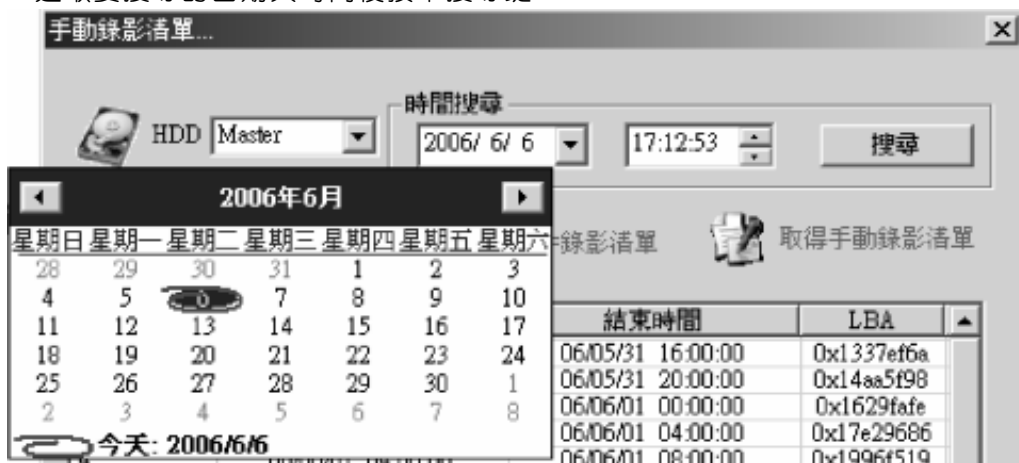 手動錄影清單...
時間搜尋
HDD Master
2006/ 6/ 6
17:12:53
搜尋
2006年6月
星期日 星期一 星期二 星期三 星期四 星期五 星期六
28 29 30 31 1 2 3
4 5 6 7 8 9 10
11 12 13 14 15 16 17
18 19 20 21 22 23 24
25 26 27 28 29 30 1
2 3 4 5 6 7 8
今天: 2006/6/6
錄影清單
取得手動錄影清單
結束時間 LBA
06/05/31 16:00:00 0x1337ef6a
06/05/31 20:00:00 0x14aa5f98
06/06/01 00:00:00 0x1629fafe
06/06/01 04:00:00 0x17e29686
06/06/01 08:00:00 0x1996f519